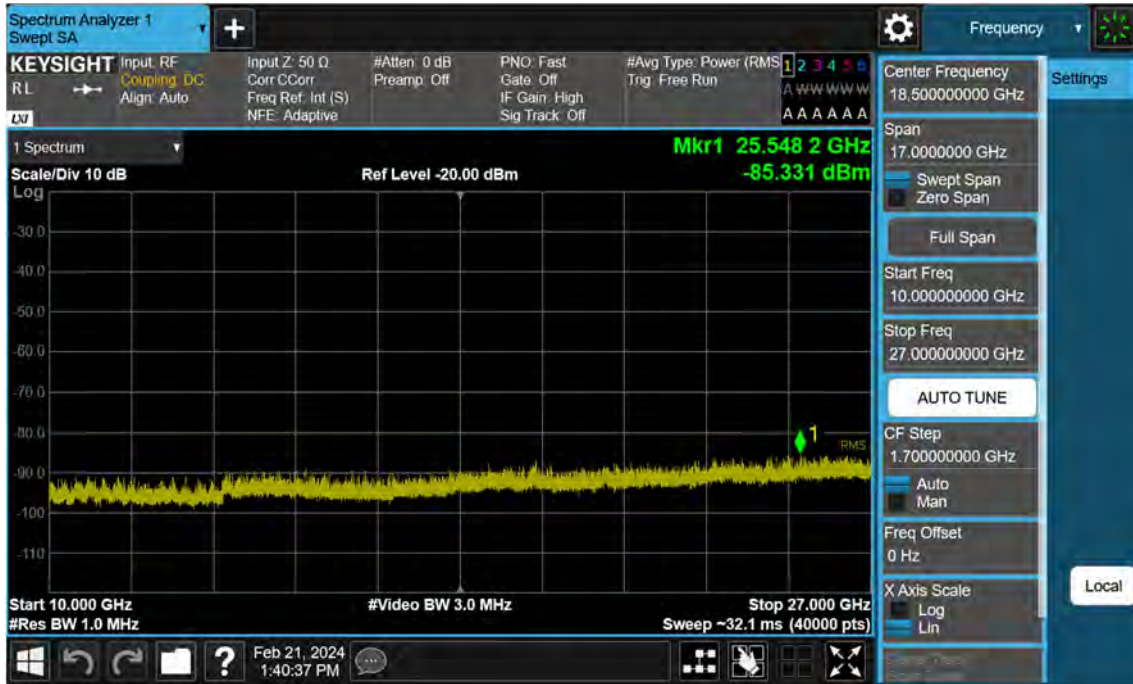 Spectrum Analyzer 1
Swept SA
+
Frequency
KEYSIGHT
RL
LXI
Input: RF
Coupling: DC
Align: Auto
Input Z: 50 Ω
Corr CCorr
Freq Ref: Int (S)
NFE: Adaptive
#Atten: 0 dB
Preamp: Off
PNO: Fast
Gate: Off
IF Gain: High
Sig Track: Off
#Avg Type: Power (RMS
Trig: Free Run
1 2 3 4 5 6
A W W W W W
A A A A A A
1 Spectrum
Scale/Div 10 dB
Ref Level -20.00 dBm
Mkr1 25.548 2 GHz
-85.331 dBm
Log
-30.0
-40.0
-50.0
-60.0
-70.0
-80.0
-90.0
-100
-110
1
RMS
Start 10.000 GHz
#Video BW 3.0 MHz
Stop 27.000 GHz
#Res BW 1.0 MHz
Sweep ~32.1 ms (40000 pts)
Center Frequency
18.500000000 GHz
Settings
Span
17.0000000 GHz
Swept Span
Zero Span
Full Span
Start Freq
10.000000000 GHz
Stop Freq
27.000000000 GHz
AUTO TUNE
CF Step
1.700000000 GHz
Auto
Man
Freq Offset
0 Hz
X Axis Scale
Log
Lin
Local
?
Feb 21, 2024
1:40:37 PM